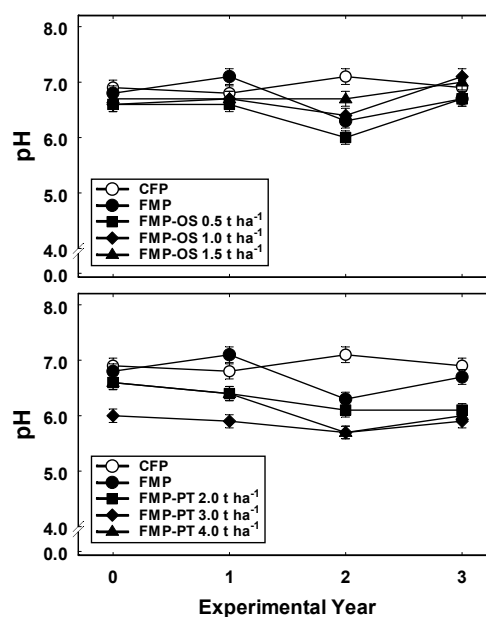 8.0
7.0
6.0
5.0
4.0
0.0
pH
CFP
FMP
FMP-OS 0.5 t ha⁻¹
FMP-OS 1.0 t ha⁻¹
FMP-OS 1.5 t ha⁻¹
8.0
7.0
6.0
5.0
4.0
0.0
pH
CFP
FMP
FMP-PT 2.0 t ha⁻¹
FMP-PT 3.0 t ha⁻¹
FMP-PT 4.0 t ha⁻¹
0 1 2 3
Experimental Year